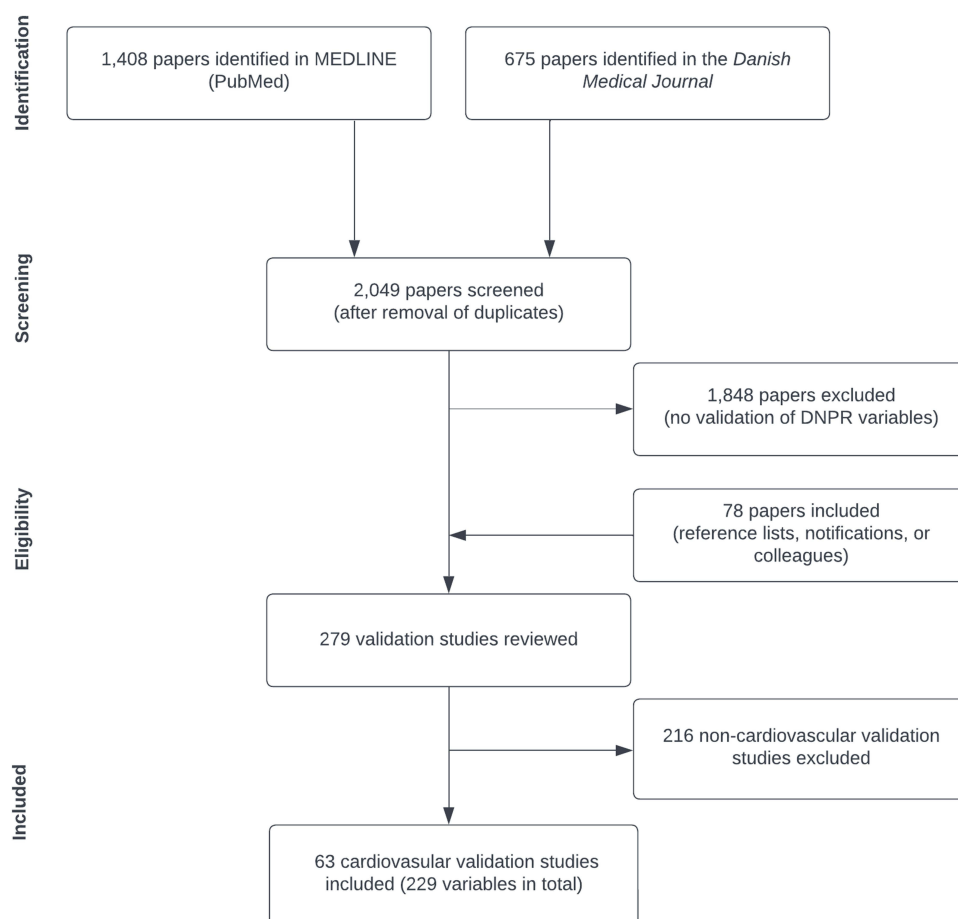 Identification
1,408 papers identified in MEDLINE
(PubMed)
675 papers identified in the Danish
Medical Journal
Screening
2,049 papers screened
(after removal of duplicates)
1,848 papers excluded
(no validation of DNPR variables)
Eligibility
78 papers included
(reference lists, notifications, or
colleagues)
279 validation studies reviewed
216 non-cardiovascular validation
studies excluded
Included
63 cardiovasular validation studies
included (229 variables in total)